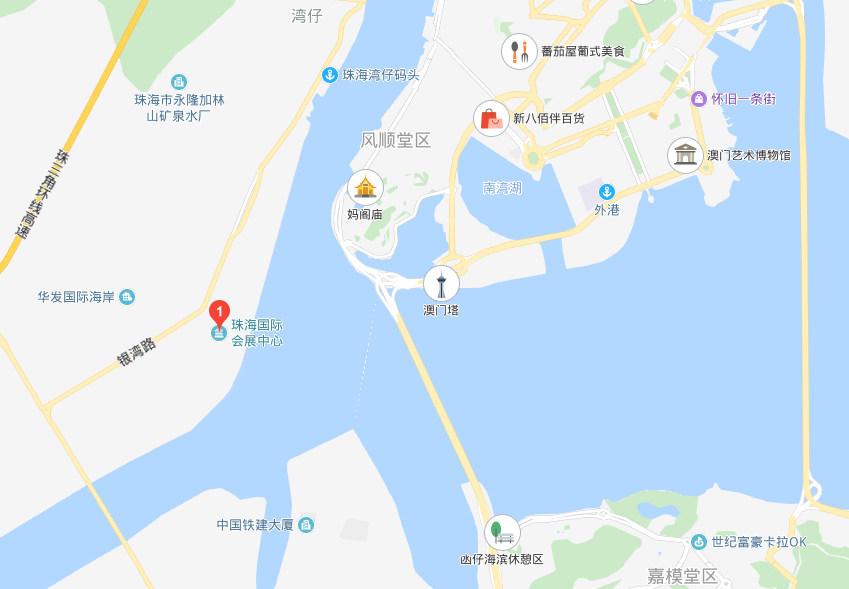 湾仔
蕃茄屋葡式美食
珠海湾仔码头
珠海市永隆加林
山矿泉水厂
怀旧一条街
新八佰伴百货
风顺堂区
澳门艺术博物馆
珠三角环线高速
南湾湖
妈阁庙
外港
华发国际海岸
澳门塔
1
珠海国际
会展中心
银湾路
中国铁建大厦
氹仔海滨休憩区
世纪富豪卡拉OK
嘉模堂区